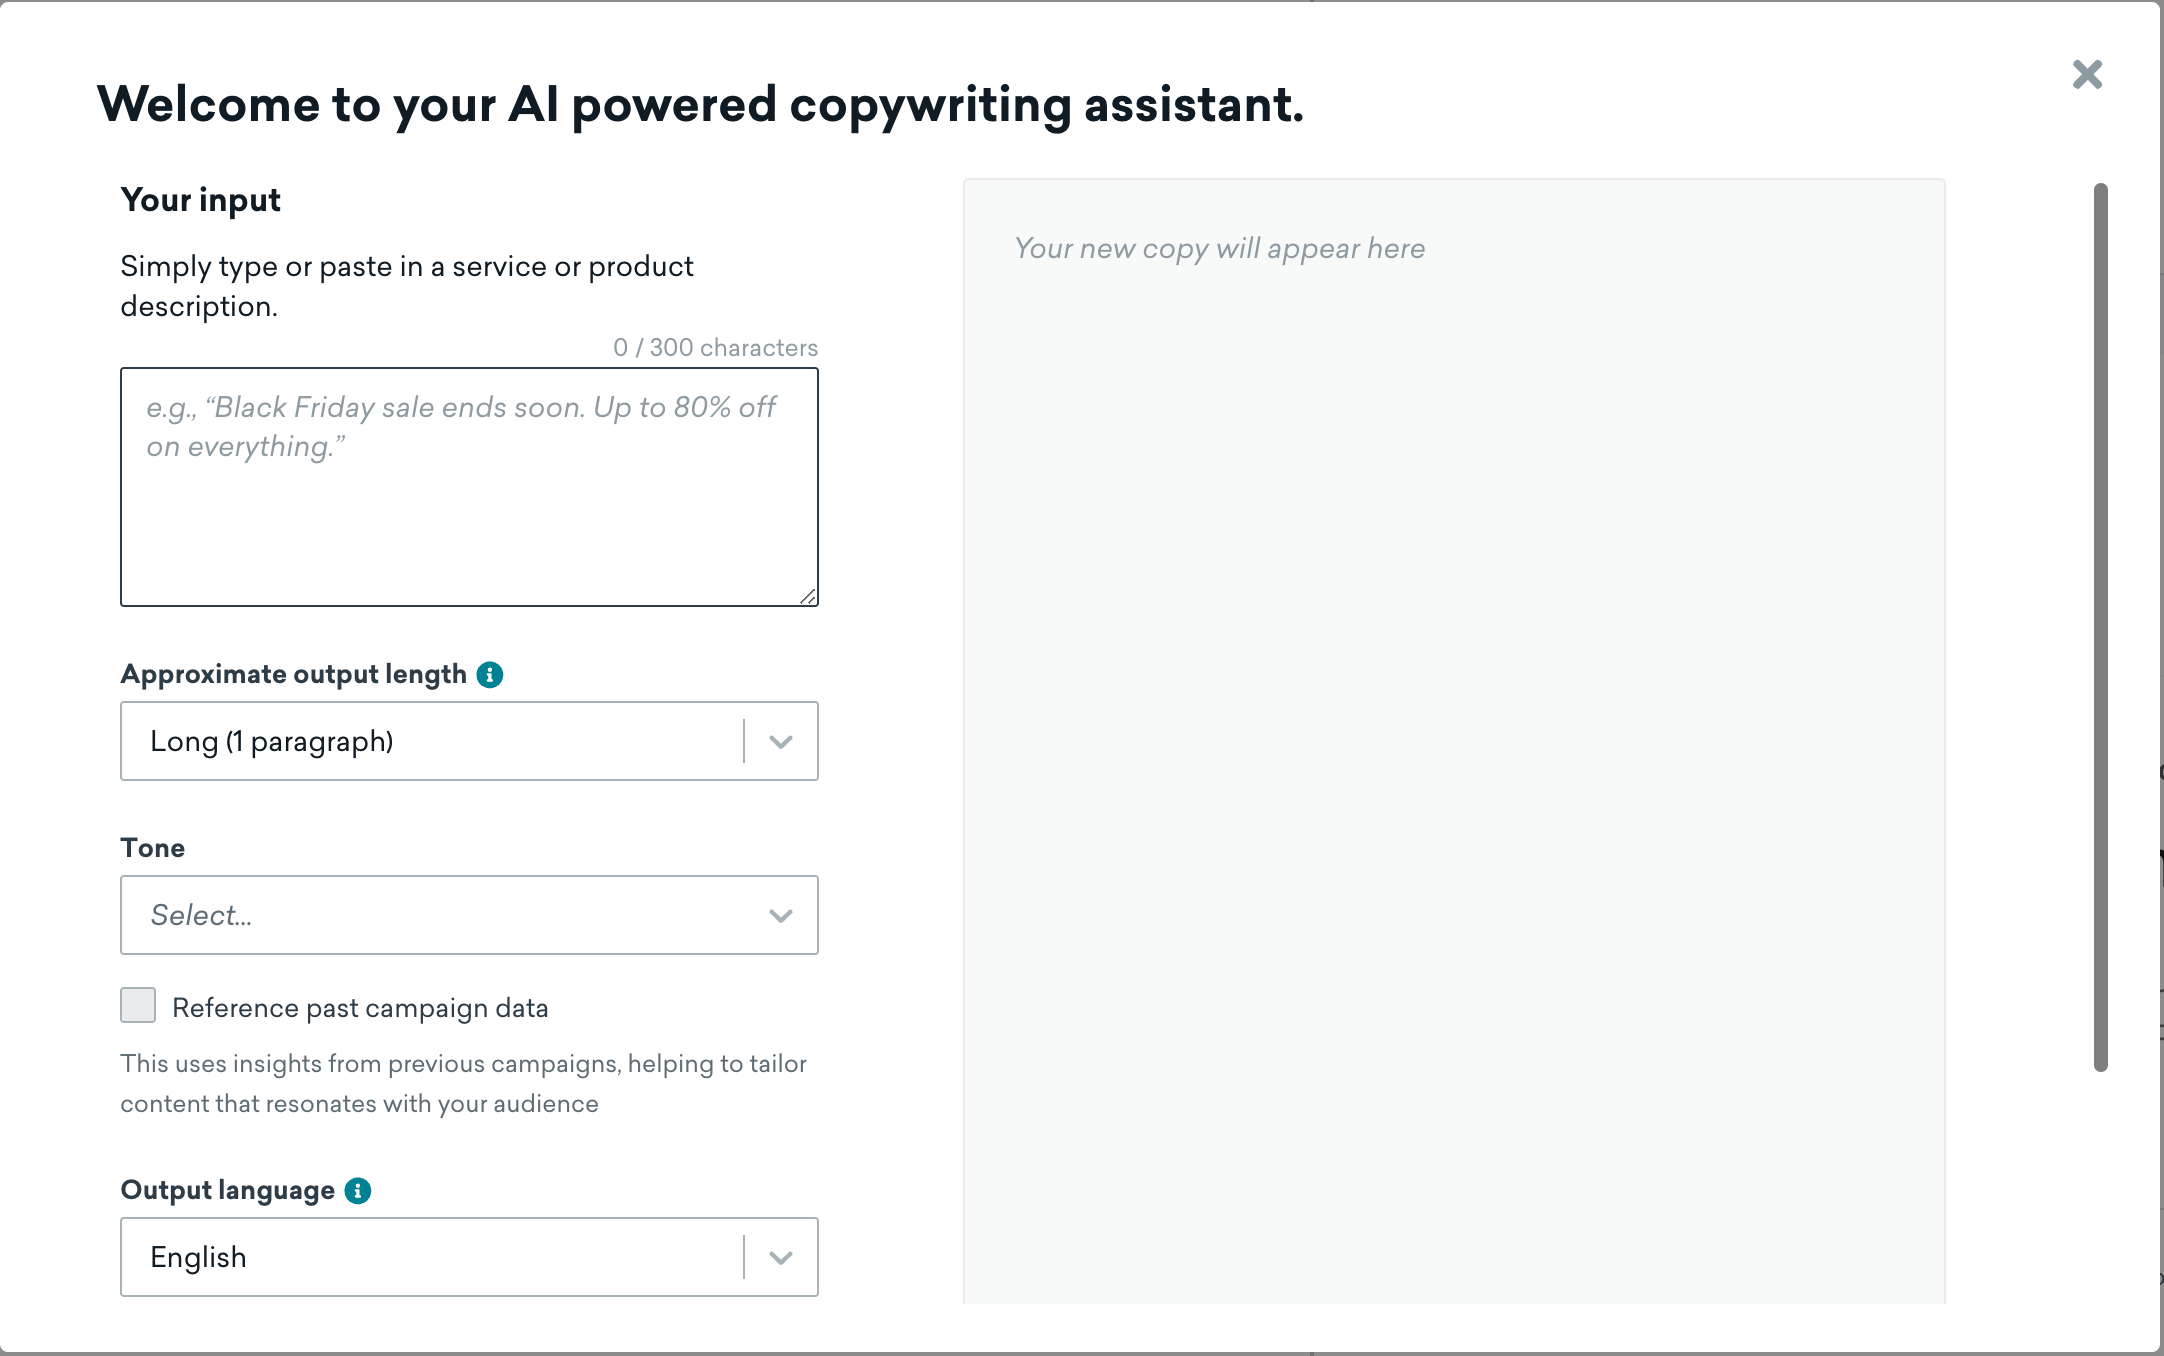 Welcome to your AI powered copywriting assistant.
Your input
Simply type or paste in a service or product
description.
0 / 300 characters
e.g., “Black Friday sale ends soon. Up to 80% off
on everything.”
Approximate output length
Long (1 paragraph)
Tone
Select...
Reference past campaign data
This uses insights from previous campaigns, helping to tailor
content that resonates with your audience
Output language
English
Your new copy will appear here